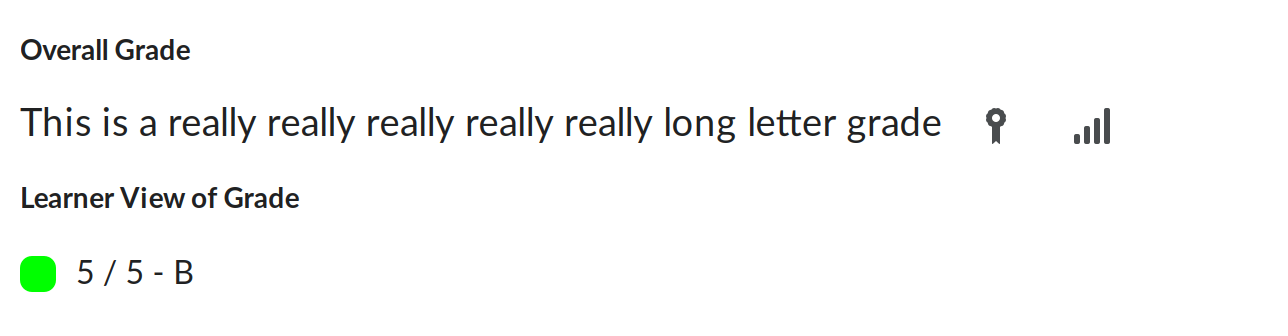 Overall Grade
This is a really really really really really long letter grade
Learner View of Grade
5 / 5 - B